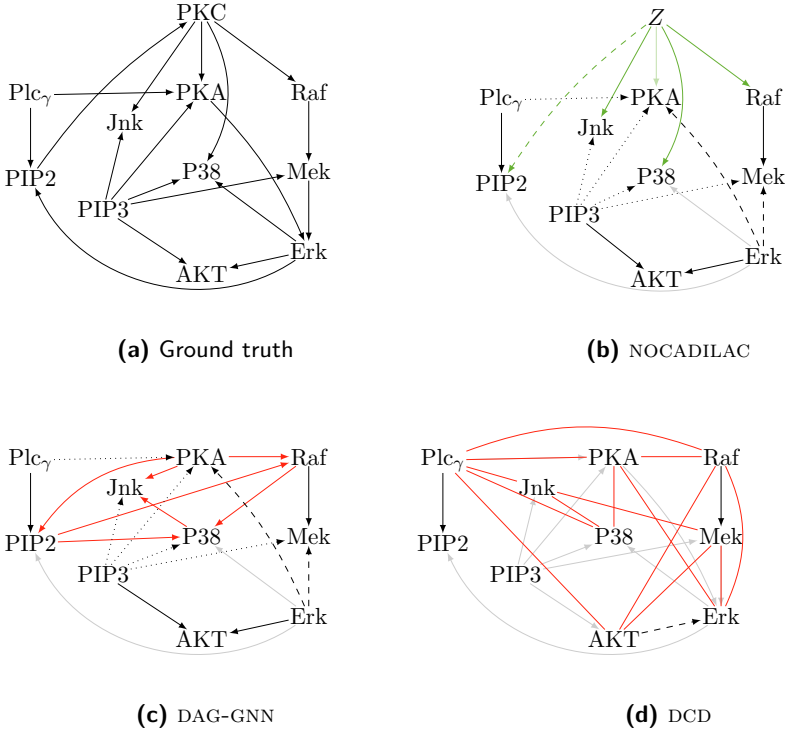 PKC
Plcγ
PKA
Raf
Jnk
PIP2
P38
Mek
PIP3
Erk
AKT
(a) Ground truth
Z
Plcγ
PKA
Raf
Jnk
PIP2
P38
Mek
PIP3
Erk
AKT
(b) NOCADILAC
Plcγ
PKA
Raf
Jnk
PIP2
P38
Mek
PIP3
Erk
AKT
(c) DAG-GNN
Plcγ
PKA
Raf
Jnk
PIP2
P38
Mek
PIP3
Erk
AKT
(d) DCD